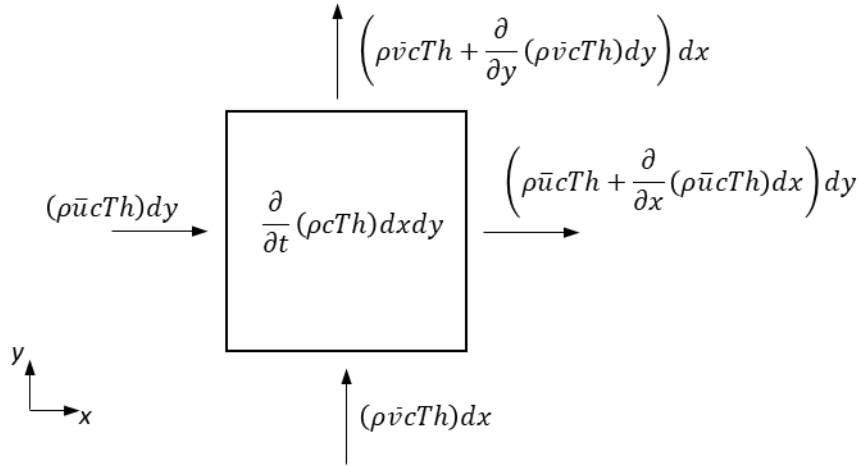 (ρv̄cTh + ∂/∂y (ρv̄cTh)dy) dx
(ρūcTh + ∂/∂x (ρūcTh)dx) dy
(ρūcTh)dy
∂/∂t (ρcTh)dxdy
y
x
(ρv̄cTh)dx